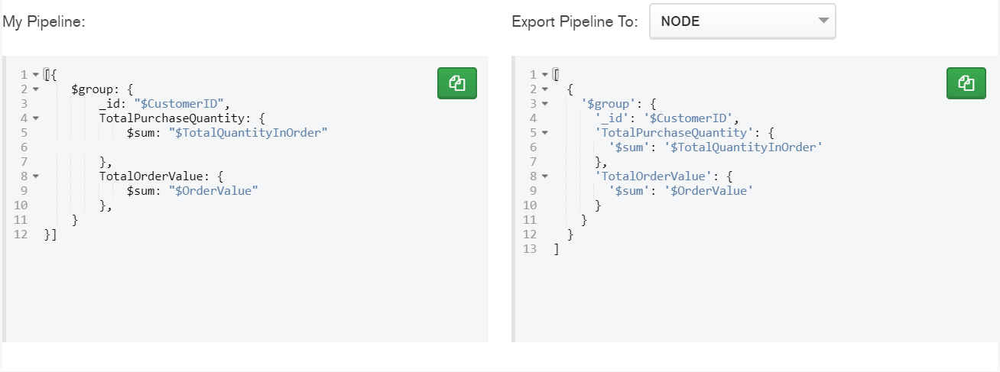 My Pipeline:
Export Pipeline To: NODE
1 [{
2 $group: {
3 _id: "$CustomerID",
4 TotalPurchaseQuantity: {
5 $sum: "$TotalQuantityInOrder"
6
7 },
8 TotalOrderValue: {
9 $sum: "$OrderValue"
10 },
11 }
12 }]
1 [
2 {
3 '$group': {
4 '_id': '$CustomerID',
5 'TotalPurchaseQuantity': {
6 '$sum': '$TotalQuantityInOrder'
7 },
8 'TotalOrderValue': {
9 '$sum': '$OrderValue'
10 }
11 }
12 }
13 ]